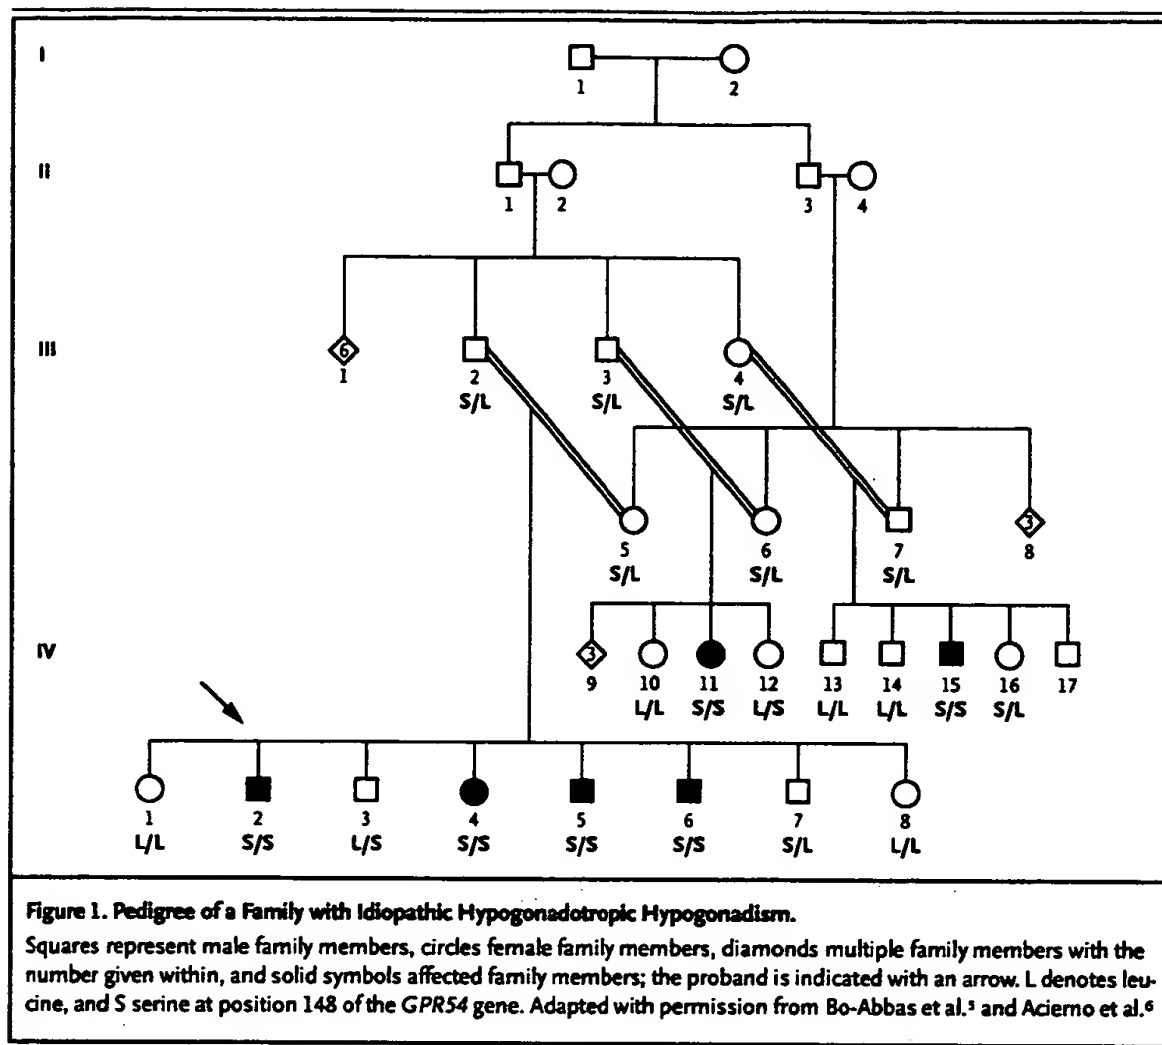 I
1 2
II
1 2 3 4
III
6
1 2 3 4
S/L S/L S/L
3
5 6 7 8
S/L S/L S/L
IV
3
9 10 11 12 13 14 15 16 17
L/L S/S L/S L/L L/L S/S S/L
1 2 3 4 5 6 7 8
L/L S/S L/S S/S S/S S/S S/L L/L
Figure 1. Pedigree of a Family with Idiopathic Hypogonadotropic Hypogonadism.
Squares represent male family members, circles female family members, diamonds multiple family members with the
number given within, and solid symbols affected family members; the proband is indicated with an arrow. L denotes leu-
cine, and S serine at position 148 of the GPR54 gene. Adapted with permission from Bo-Abbas et al.⁵ and Acierno et al.⁶